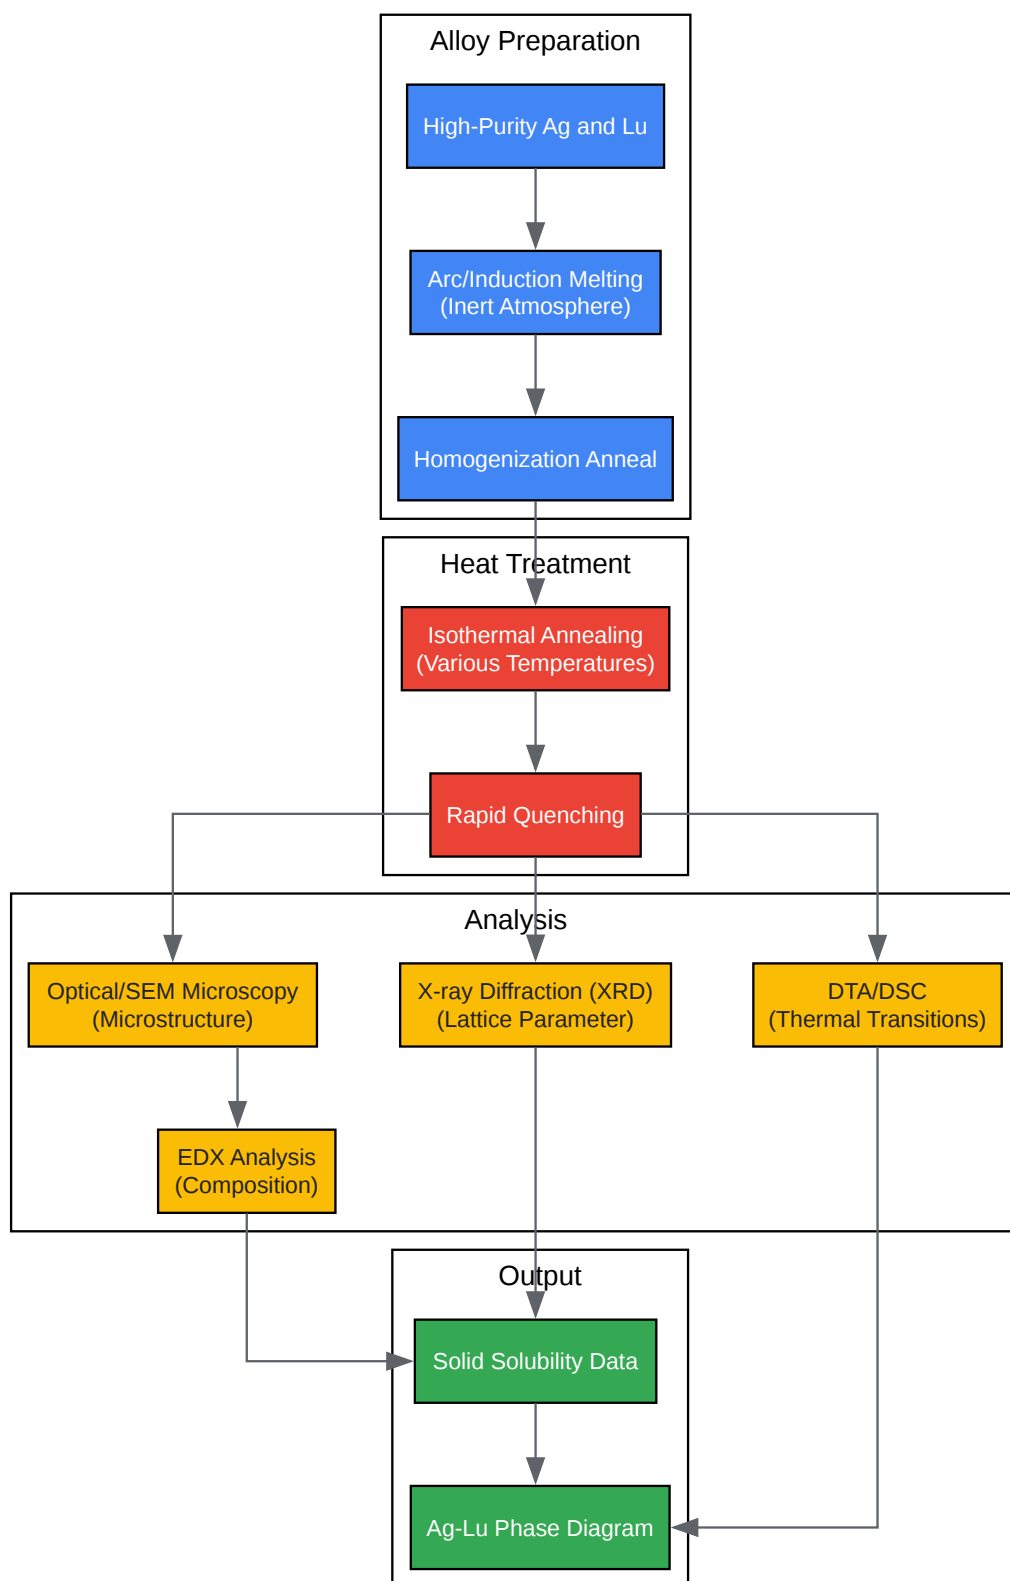 Alloy Preparation
High-Purity Ag and Lu
Arc/Induction Melting
(Inert Atmosphere)
Homogenization Anneal
Heat Treatment
Isothermal Annealing
(Various Temperatures)
Rapid Quenching
Analysis
Optical/SEM Microscopy
(Microstructure)
X-ray Diffraction (XRD)
(Lattice Parameter)
DTA/DSC
(Thermal Transitions)
EDX Analysis
(Composition)
Output
Solid Solubility Data
Ag-Lu Phase Diagram